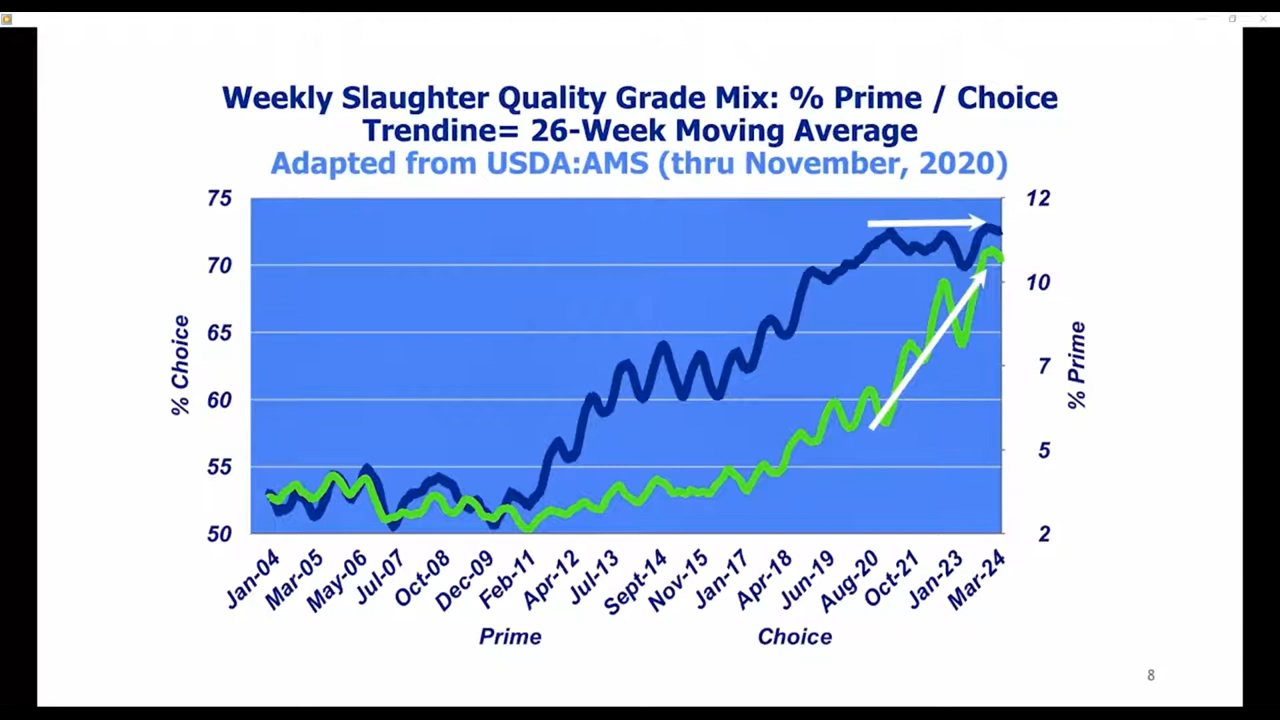 Weekly Slaughter Quality Grade Mix: % Prime / Choice
Trendine= 26-Week Moving Average
Adapted from USDA:AMS (thru November, 2020)
75
70
65
60
55
50
% Choice
12
10
7
5
2
% Prime
Jan-04
Mar-05
May-06
Jul-07
Oct-08
Dec-09
Feb-11
Apr-12
Jul-13
Sept-14
Nov-15
Jan-17
Apr-18
Jun-19
Aug-20
Oct-21
Jan-23
Mar-24
Prime
Choice
8